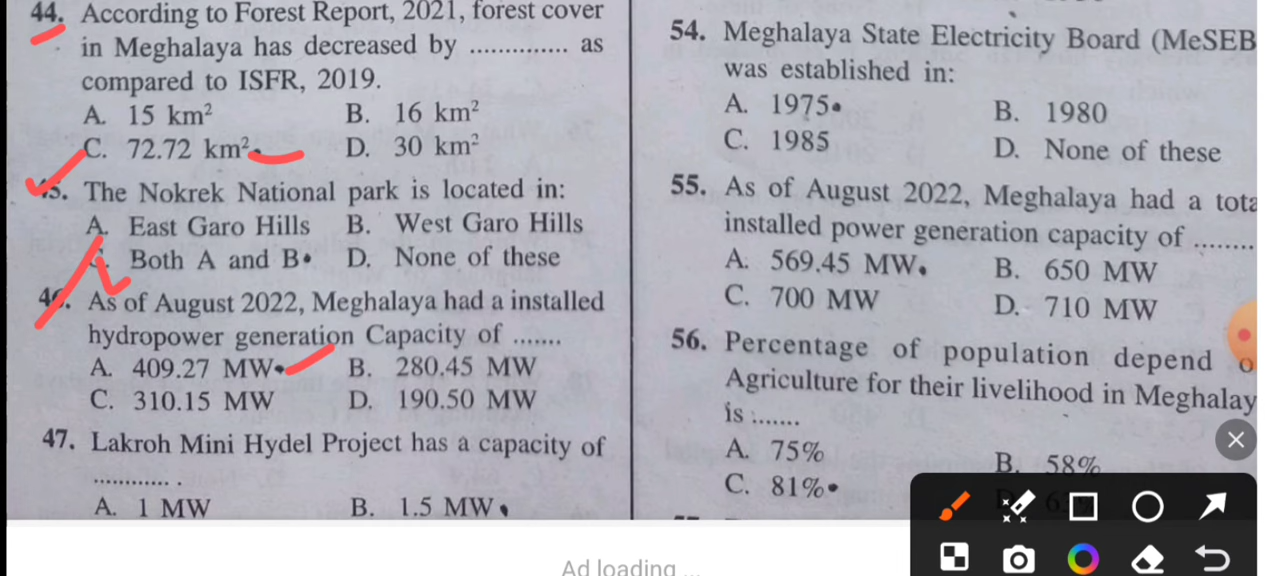 44. According to Forest Report, 2021, forest cover
in Meghalaya has decreased by .............. as
compared to ISFR, 2019.
A. 15 km² B. 16 km²
C. 72.72 km² D. 30 km²
45. The Nokrek National park is located in:
A. East Garo Hills B. West Garo Hills
Both A and B• D. None of these
46. As of August 2022, Meghalaya had a installed
hydropower generation Capacity of .......
A. 409.27 MW• B. 280.45 MW
C. 310.15 MW D. 190.50 MW
47. Lakroh Mini Hydel Project has a capacity of
............. .
A. 1 MW B. 1.5 MW
54. Meghalaya State Electricity Board (MeSEB
was established in:
A. 1975• B. 1980
C. 1985 D. None of these
55. As of August 2022, Meghalaya had a tota
installed power generation capacity of ........
A. 569.45 MW• B. 650 MW
C. 700 MW D. 710 MW
56. Percentage of population depend o
Agriculture for their livelihood in Meghalay
is .......
A. 75% B. 58%
C. 81%•
Ad loading ...